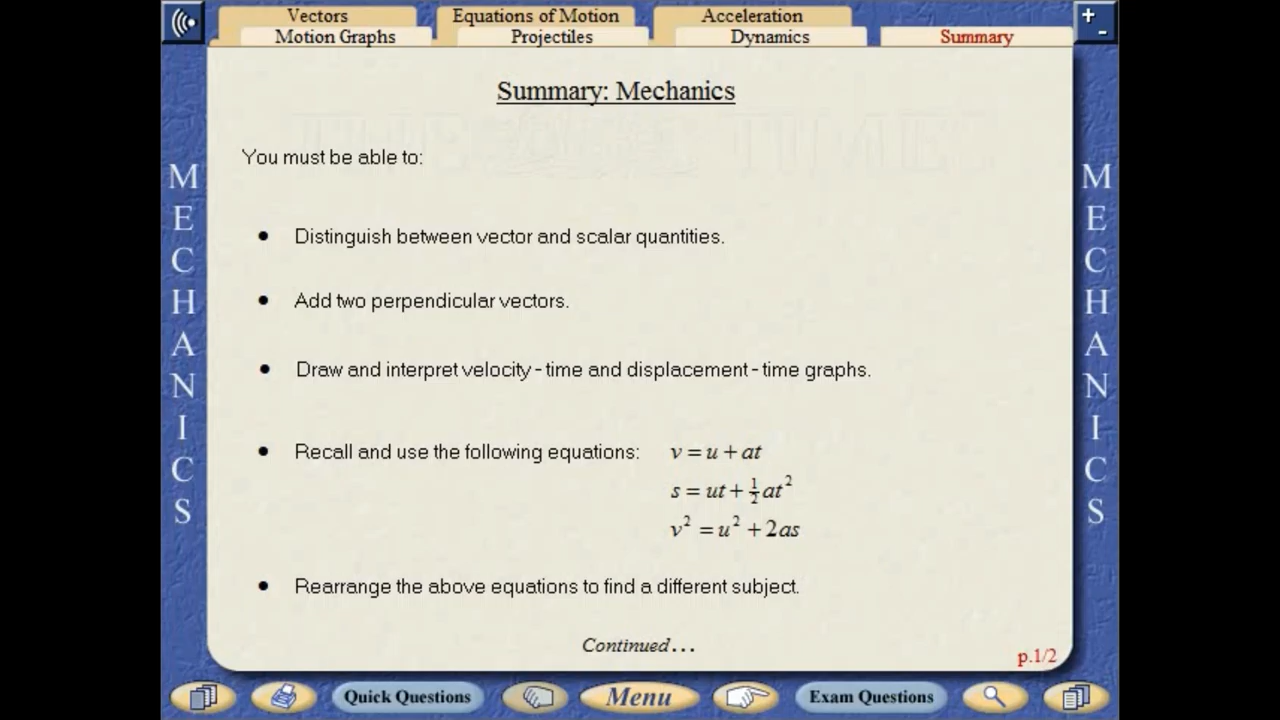 Vectors
Equations of Motion
Acceleration
Motion Graphs
Projectiles
Dynamics
Summary
+
-
Summary: Mechanics
You must be able to:
• Distinguish between vector and scalar quantities.
• Add two perpendicular vectors.
• Draw and interpret velocity - time and displacement - time graphs.
• Recall and use the following equations: v = u + at
s = ut + ½at²
v² = u² + 2as
• Rearrange the above equations to find a different subject.
Continued...
p.1/2
MECHANICS
MECHANICS
Quick Questions
Menu
Exam Questions